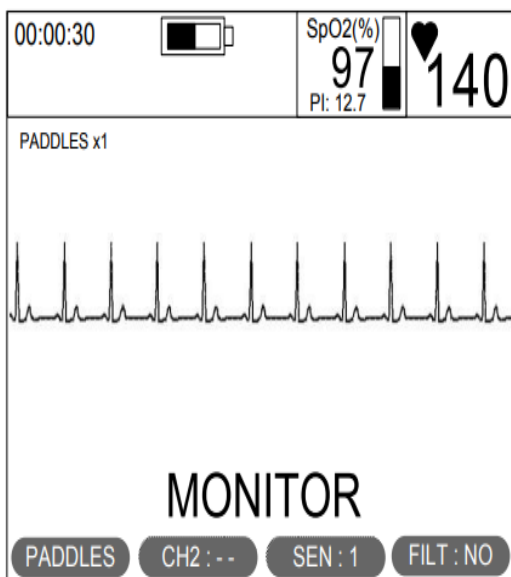 00:00:30
SpO2(%)
97
PI: 12.7
140
PADDLES x1
MONITOR
PADDLES
CH2 : - -
SEN : 1
FILT : NO